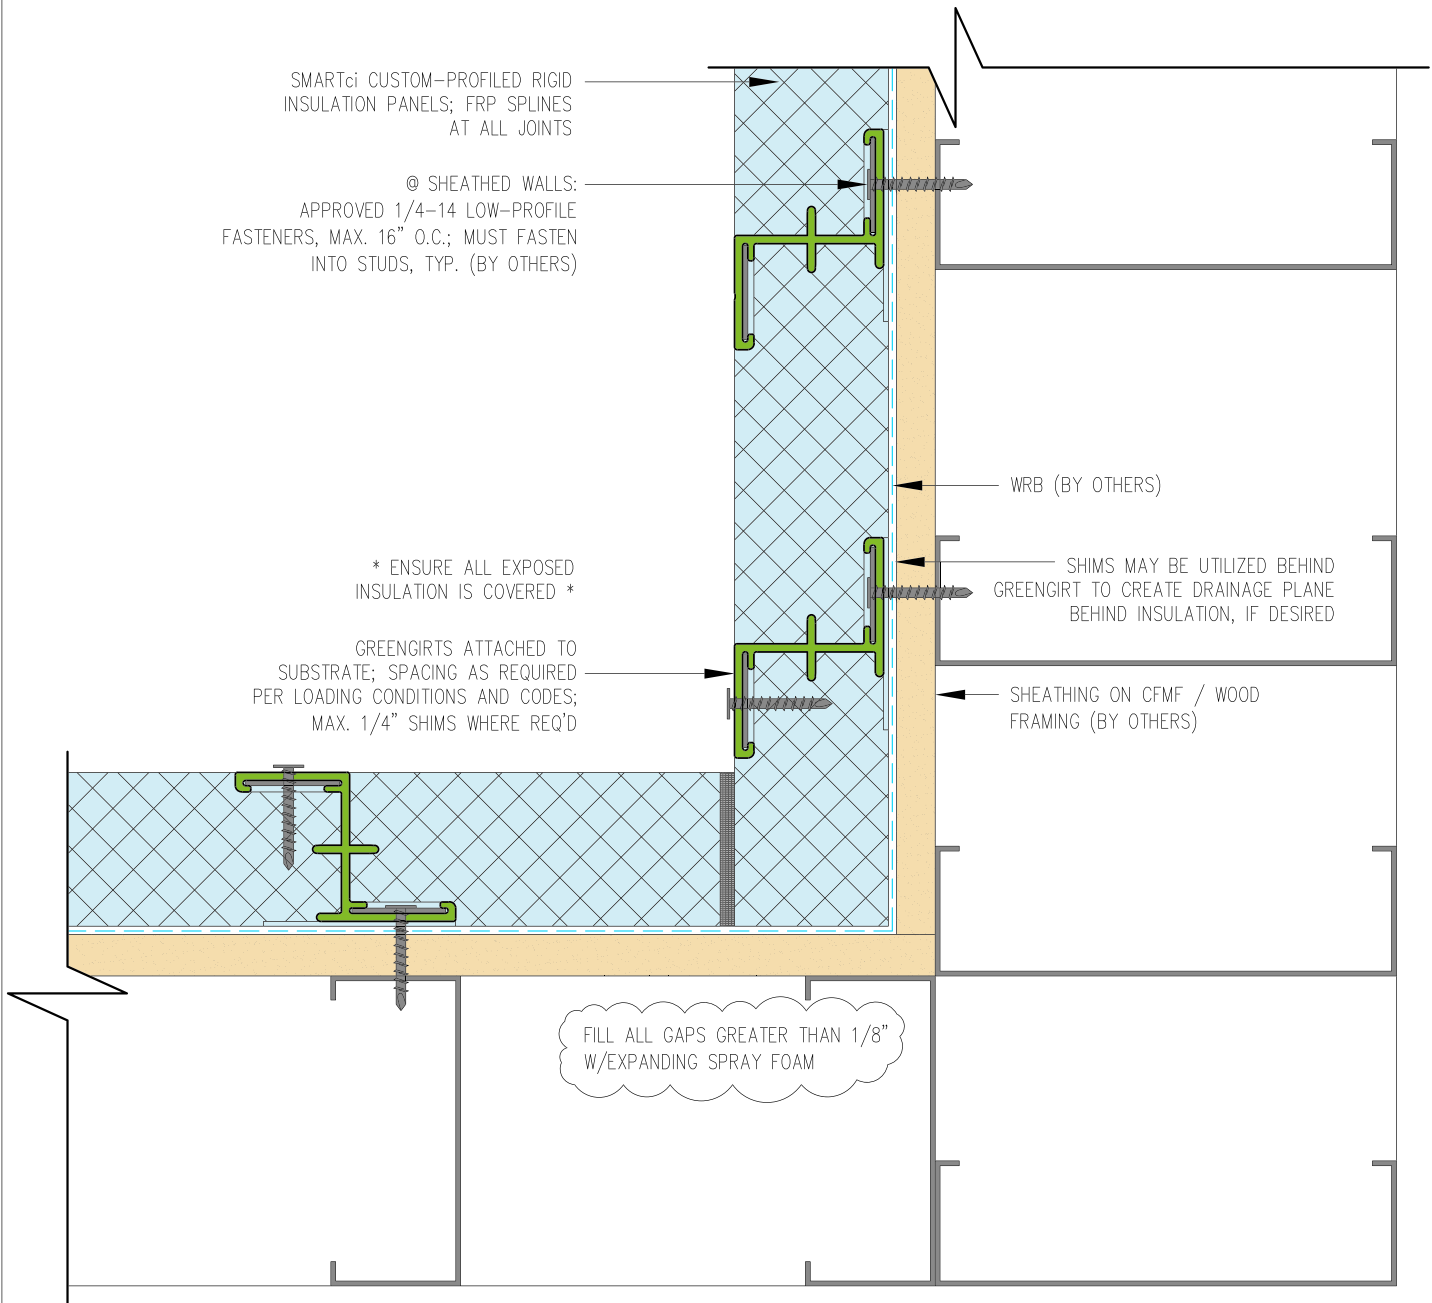 SMARTci CUSTOM-PROFILED RIGID
INSULATION PANELS; FRP SPLINES
AT ALL JOINTS
@ SHEATHED WALLS:
APPROVED 1/4-14 LOW-PROFILE
FASTENERS, MAX. 16" O.C.; MUST FASTEN
INTO STUDS, TYP. (BY OTHERS)
WRB (BY OTHERS)
* ENSURE ALL EXPOSED
INSULATION IS COVERED *
SHIMS MAY BE UTILIZED BEHIND
GREENGIRT TO CREATE DRAINAGE PLANE
BEHIND INSULATION, IF DESIRED
GREENGIRTS ATTACHED TO
SUBSTRATE; SPACING AS REQUIRED
PER LOADING CONDITIONS AND CODES;
MAX. 1/4" SHIMS WHERE REQ'D
SHEATHING ON CFMF / WOOD
FRAMING (BY OTHERS)
FILL ALL GAPS GREATER THAN 1/8"
W/EXPANDING SPRAY FOAM